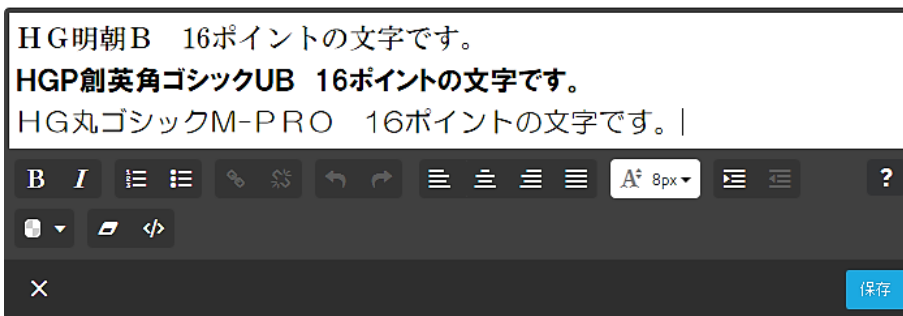 ＨＧ明朝Ｂ　16ポイントの文字です。
HGP創英角ゴシックUB　16ポイントの文字です。
ＨＧ丸ゴシックM-ＰＲＯ　16ポイントの文字です。
B I A 8px ?
保存